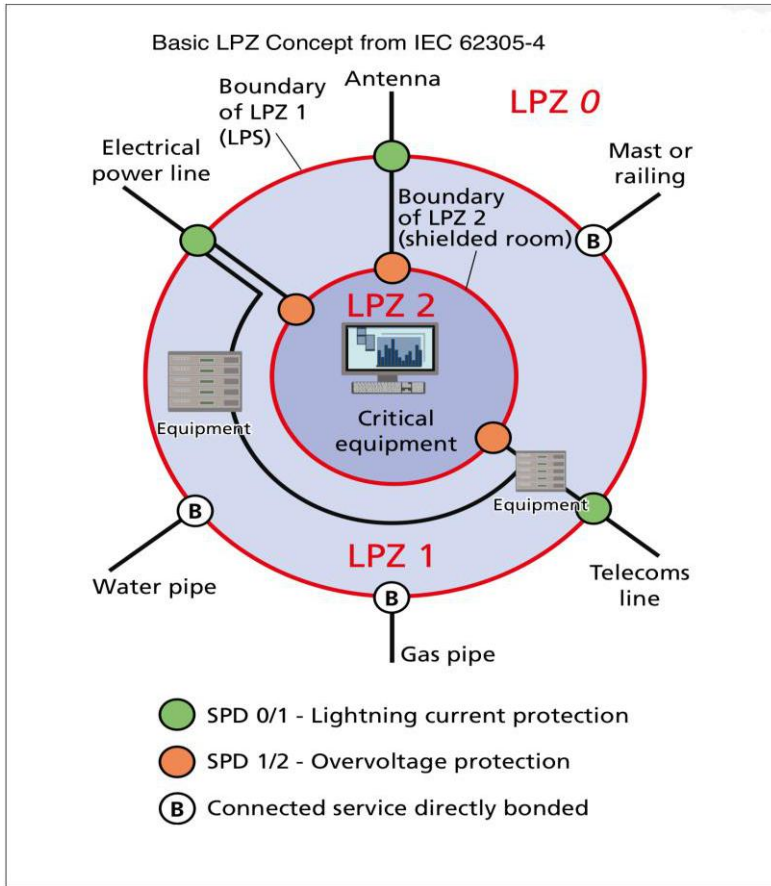 Basic LPZ Concept from IEC 62305-4
Antenna
LPZ 0
Boundary
of LPZ 1
(LPS)
Electrical
power line
Mast or
railing
Boundary
of LPZ 2
(shielded room)
B
LPZ 2
Critical
equipment
Equipment
Equipment
B
LPZ 1
Water pipe
Telecoms
line
B
Gas pipe
SPD 0/1 - Lightning current protection
SPD 1/2 - Overvoltage protection
B Connected service directly bonded